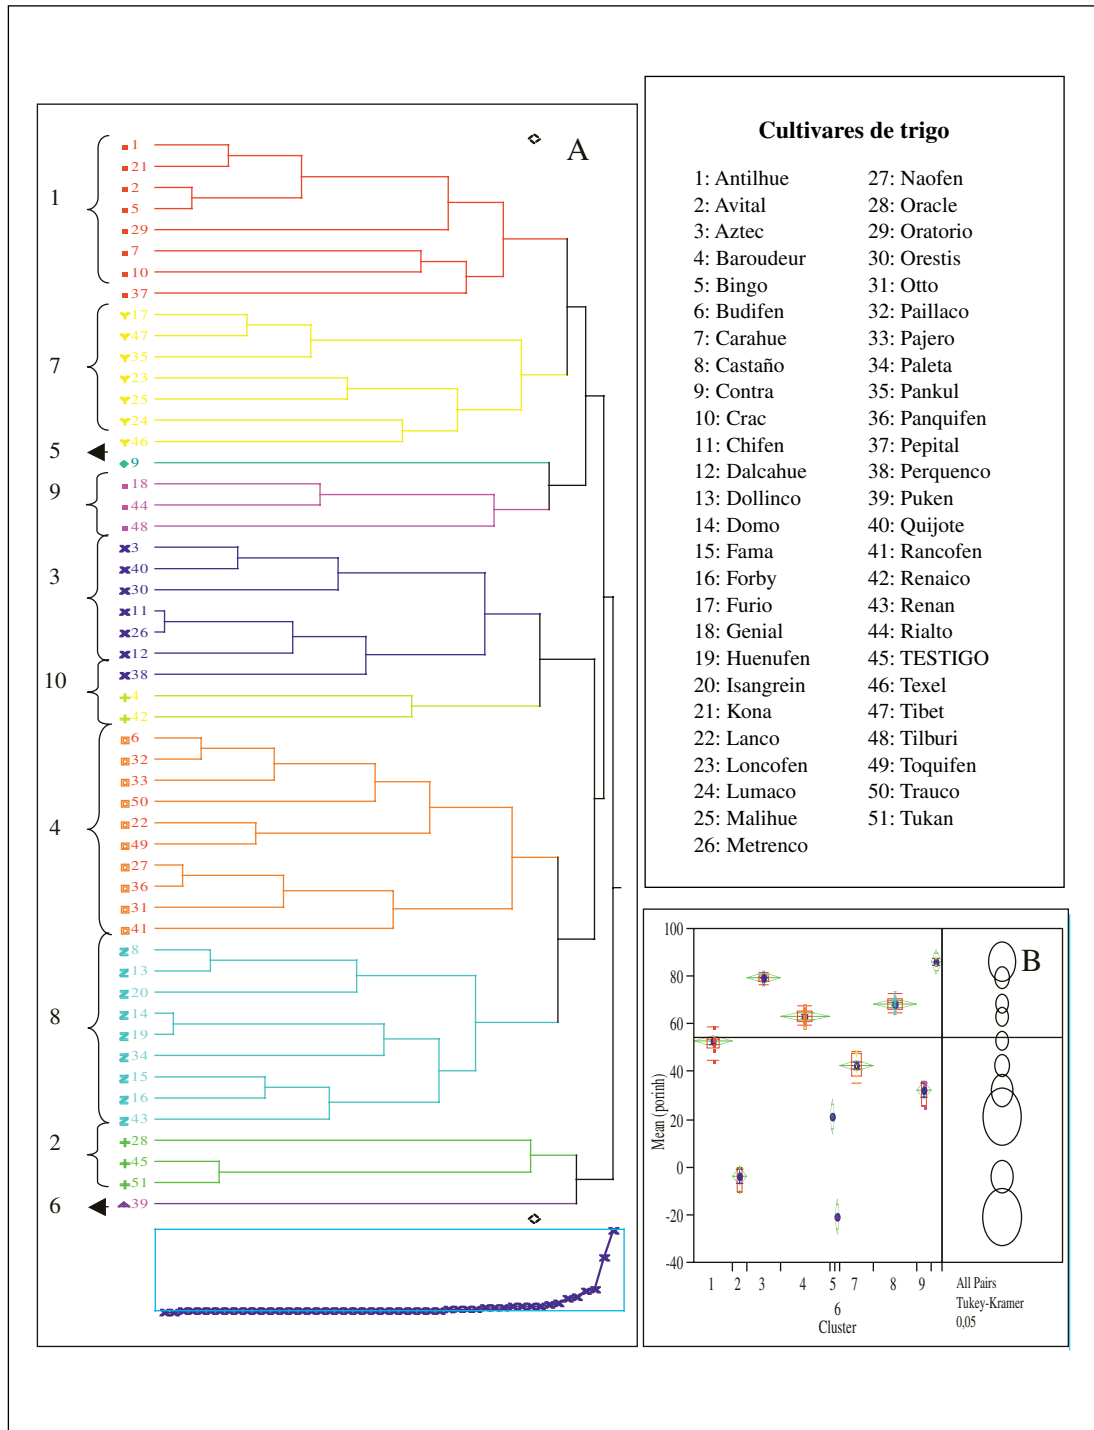 A
1
7
5
9
3
10
4
8
2
6
1
21
2
5
29
7
10
37
17
47
35
23
25
24
46
9
18
44
48
3
40
30
11
26
12
38
4
42
6
32
33
50
22
49
27
36
31
41
8
13
20
14
19
34
15
16
43
28
45
51
39
Cultivares de trigo
1: Antilhue
2: Avital
3: Aztec
4: Baroudeur
5: Bingo
6: Budifen
7: Carahue
8: Castaño
9: Contra
10: Crac
11: Chifen
12: Dalcahue
13: Dollinco
14: Domo
15: Fama
16: Forby
17: Furio
18: Genial
19: Huenufen
20: Isangrein
21: Kona
22: Lanco
23: Loncofen
24: Lumaco
25: Malihue
26: Metrenco
27: Naofen
28: Oracle
29: Oratorio
30: Orestis
31: Otto
32: Paillaco
33: Pajero
34: Paleta
35: Pankul
36: Panquifen
37: Pepital
38: Perquenco
39: Puken
40: Quijote
41: Rancofen
42: Renaico
43: Renan
44: Rialto
45: TESTIGO
46: Texel
47: Tibet
48: Tilburi
49: Toquifen
50: Trauco
51: Tukan
B
Mean (porinh)
100
80
60
40
20
0
-20
-40
1 2 3 4 5 7 8 9
6
Cluster
All Pairs
Tukey-Kramer
0,05